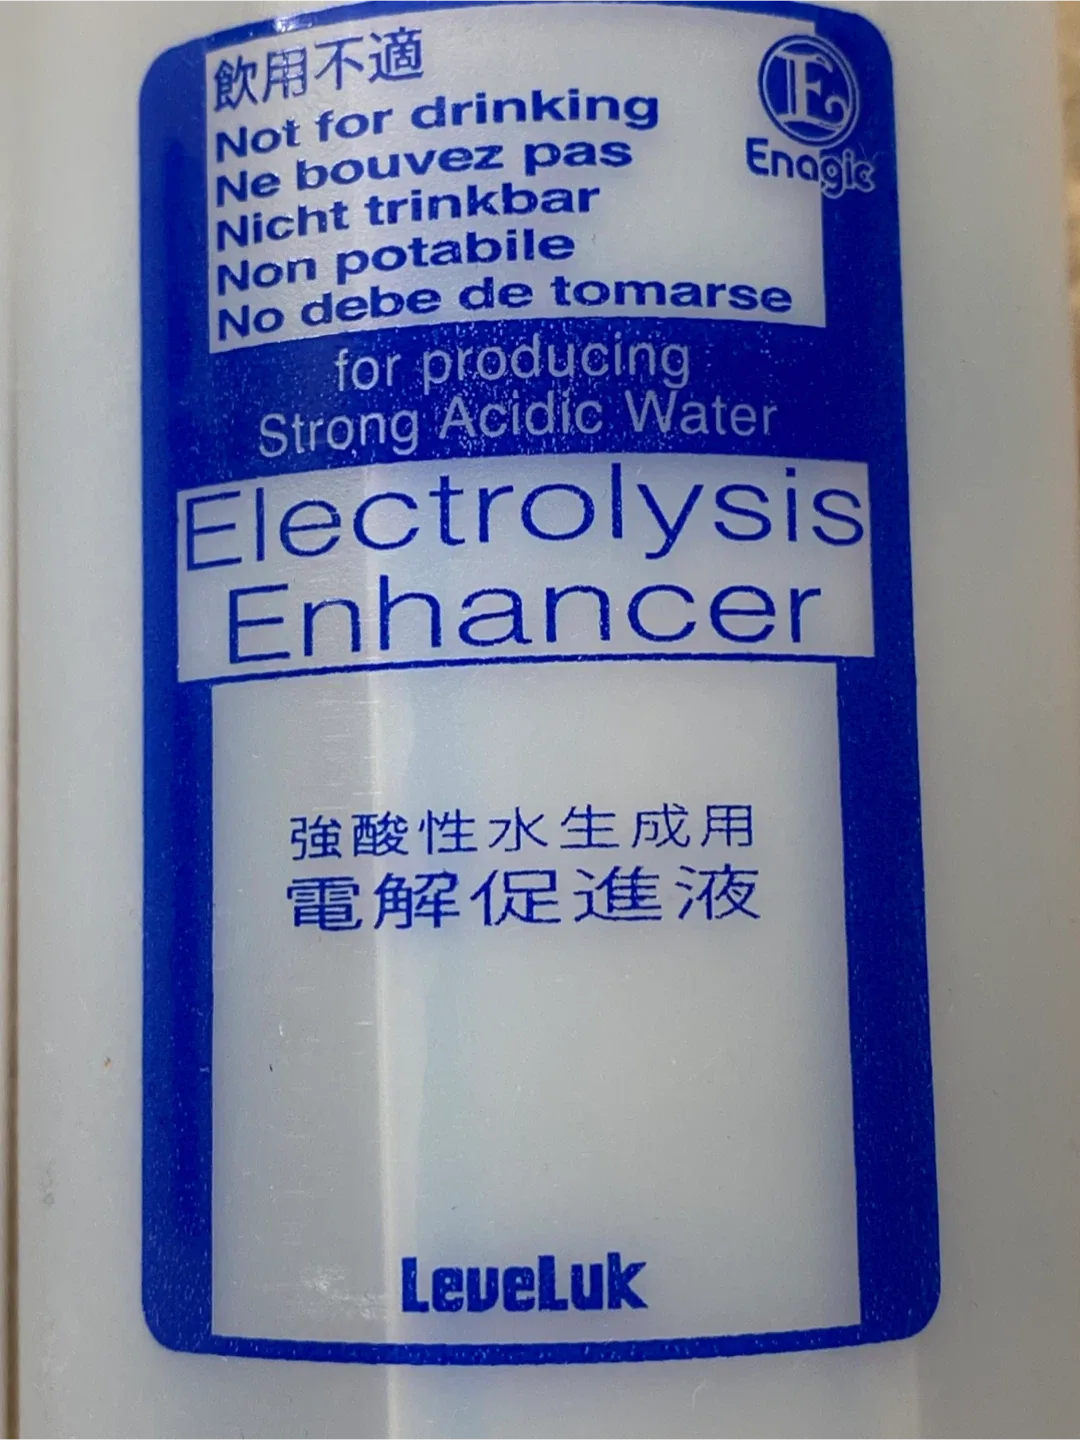 飲用不適
Not for drinking
Ne bouvez pas
Nicht trinkbar
Non potabile
No debe de tomarse
E
Enagic
for producing
Strong Acidic Water
Electrolysis
Enhancer
強酸性水生成用
電解促進液
LeveLuk